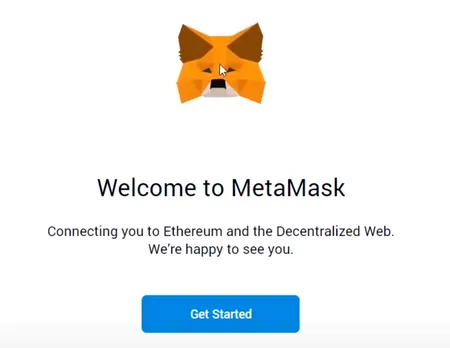 Welcome to MetaMask
Connecting you to Ethereum and the Decentralized Web.
We're happy to see you.
Get Started